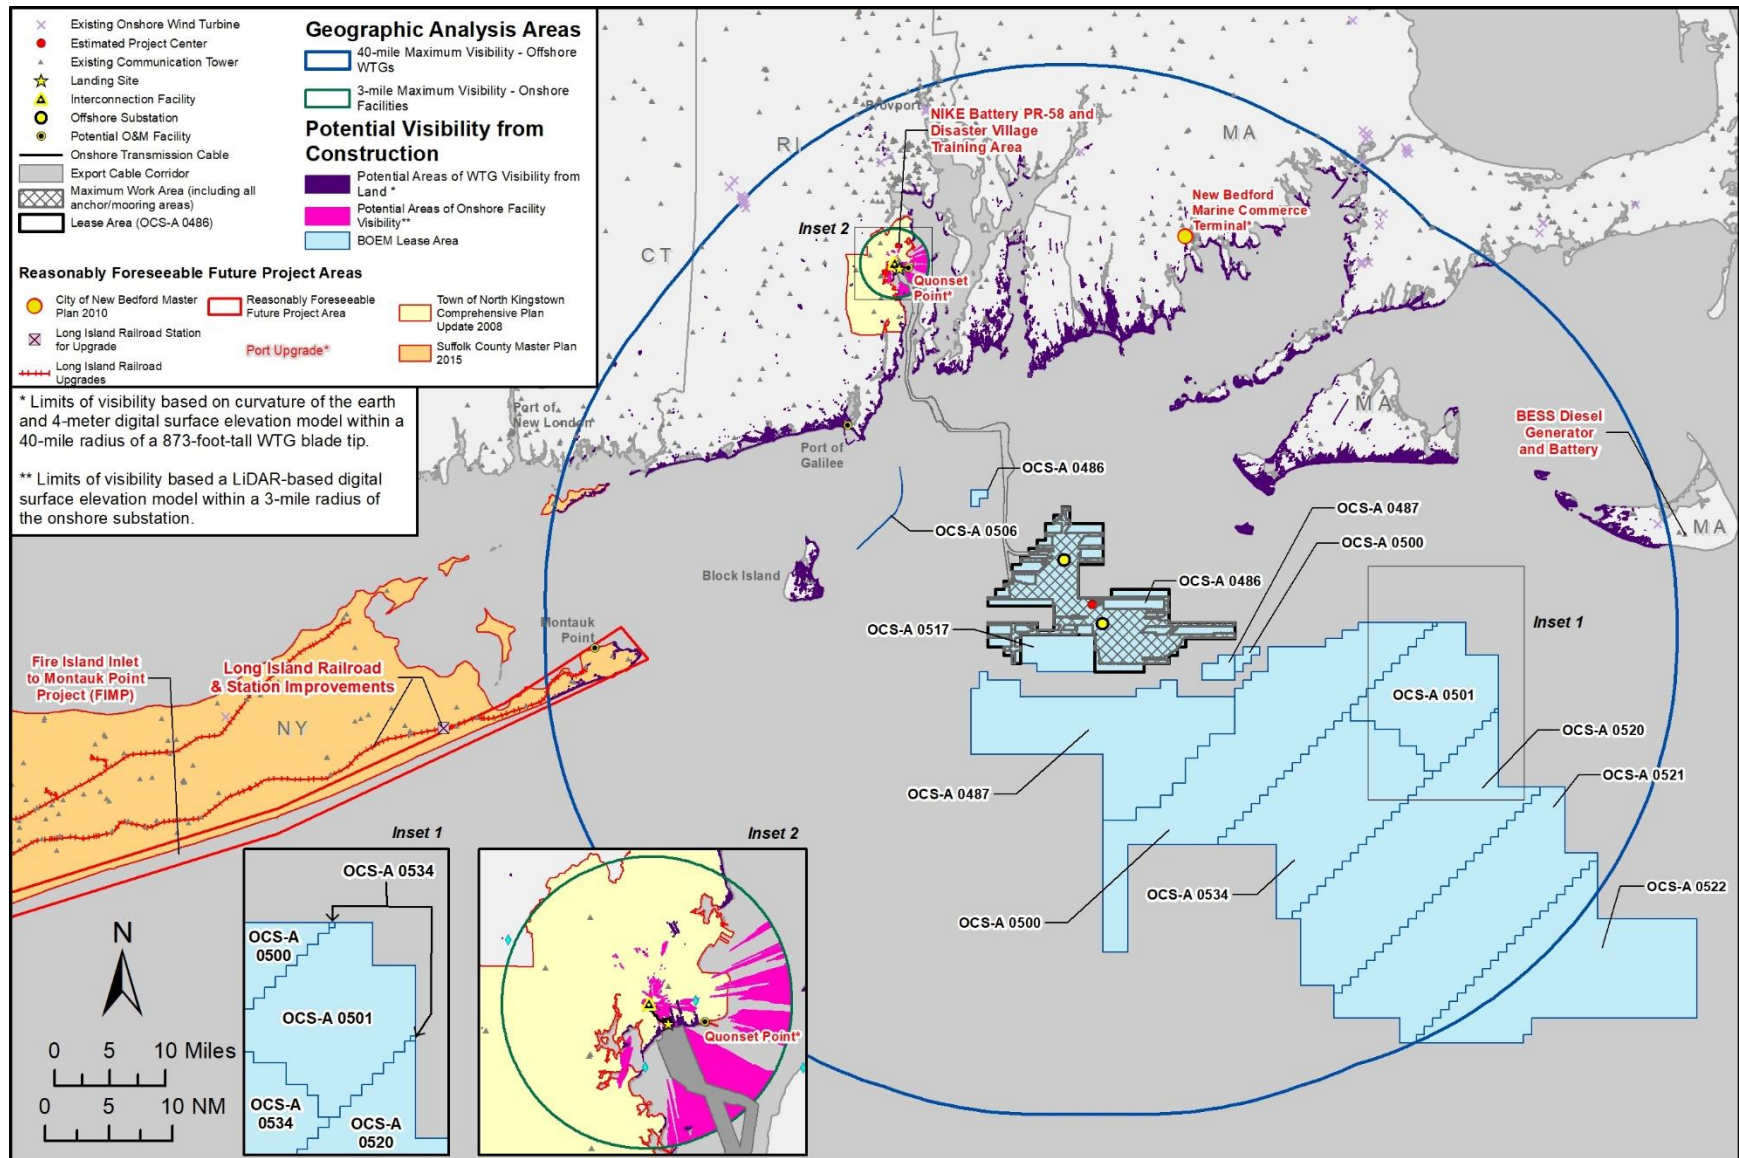 Existing Onshore Wind Turbine
Estimated Project Center
Existing Communication Tower
Landing Site
Interconnection Facility
Offshore Substation
Potential O&M Facility
Onshore Transmission Cable
Export Cable Corridor
Maximum Work Area (including all
anchor/mooring areas)
Lease Area (OCS-A 0486)
Geographic Analysis Areas
40-mile Maximum Visibility - Offshore
WTGs
3-mile Maximum Visibility - Onshore
Facilities
Potential Visibility from
Construction
Potential Areas of WTG Visibility from
Land *
Potential Areas of Onshore Facility
Visibility**
BOEM Lease Area
Reasonably Foreseeable Future Project Areas
City of New Bedford Master
Plan 2010
Long Island Railroad Station
for Upgrade
Long Island Railroad
Upgrades
Reasonably Foreseeable
Future Project Area
Port Upgrade*
Town of North Kingstown
Comprehensive Plan
Update 2008
Suffolk County Master Plan
2015
* Limits of visibility based on curvature of the earth
and 4-meter digital surface elevation model within a
40-mile radius of a 873-foot-tall WTG blade tip.
** Limits of visibility based a LiDAR-based digital
surface elevation model within a 3-mile radius of
the onshore substation.
Provport
NIKE Battery PR-58 and
Disaster Village
Training Area
RI
MA
CT
Inset 2
New Bedford
Marine Commerce
Terminal*
Quonset
Point*
Port of
New London
Port of
Galilee
MA
BESS Diesel
Generator
and Battery
MA
OCS-A 0486
OCS-A 0506
OCS-A 0487
OCS-A 0500
Block Island
OCS-A 0486
OCS-A 0517
Inset 1
Montauk
Point
Fire Island Inlet
to Montauk Point
Project (FIMP)
Long Island Railroad
& Station Improvements
NY
OCS-A 0501
OCS-A 0520
OCS-A 0521
OCS-A 0487
OCS-A 0534
OCS-A 0522
OCS-A 0500
Inset 1
OCS-A 0534
OCS-A
0500
OCS-A 0501
OCS-A
0534
OCS-A
0520
Inset 2
Quonset Point*
N
0 5 10 Miles
0 5 10 NM